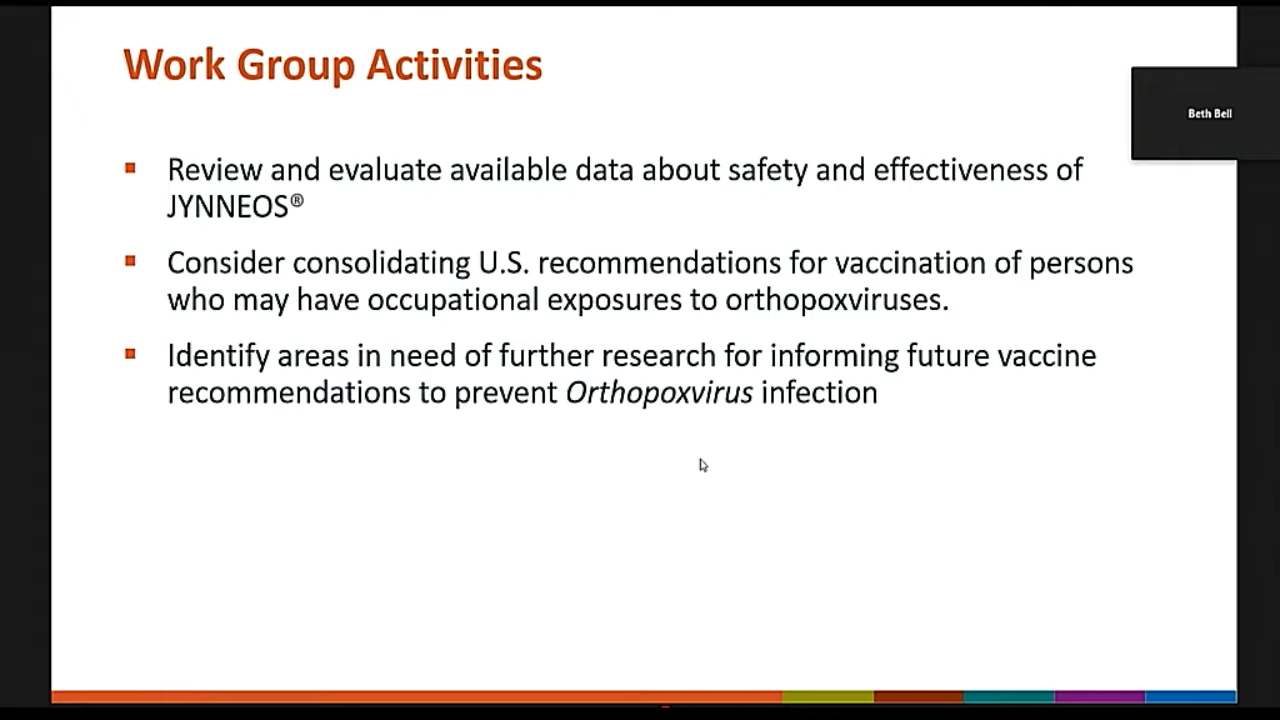 Work Group Activities
Beth Bell
Review and evaluate available data about safety and effectiveness of
JYNNEOS®
Consider consolidating U.S. recommendations for vaccination of persons
who may have occupational exposures to orthopoxviruses.
Identify areas in need of further research for informing future vaccine
recommendations to prevent Orthopoxvirus infection